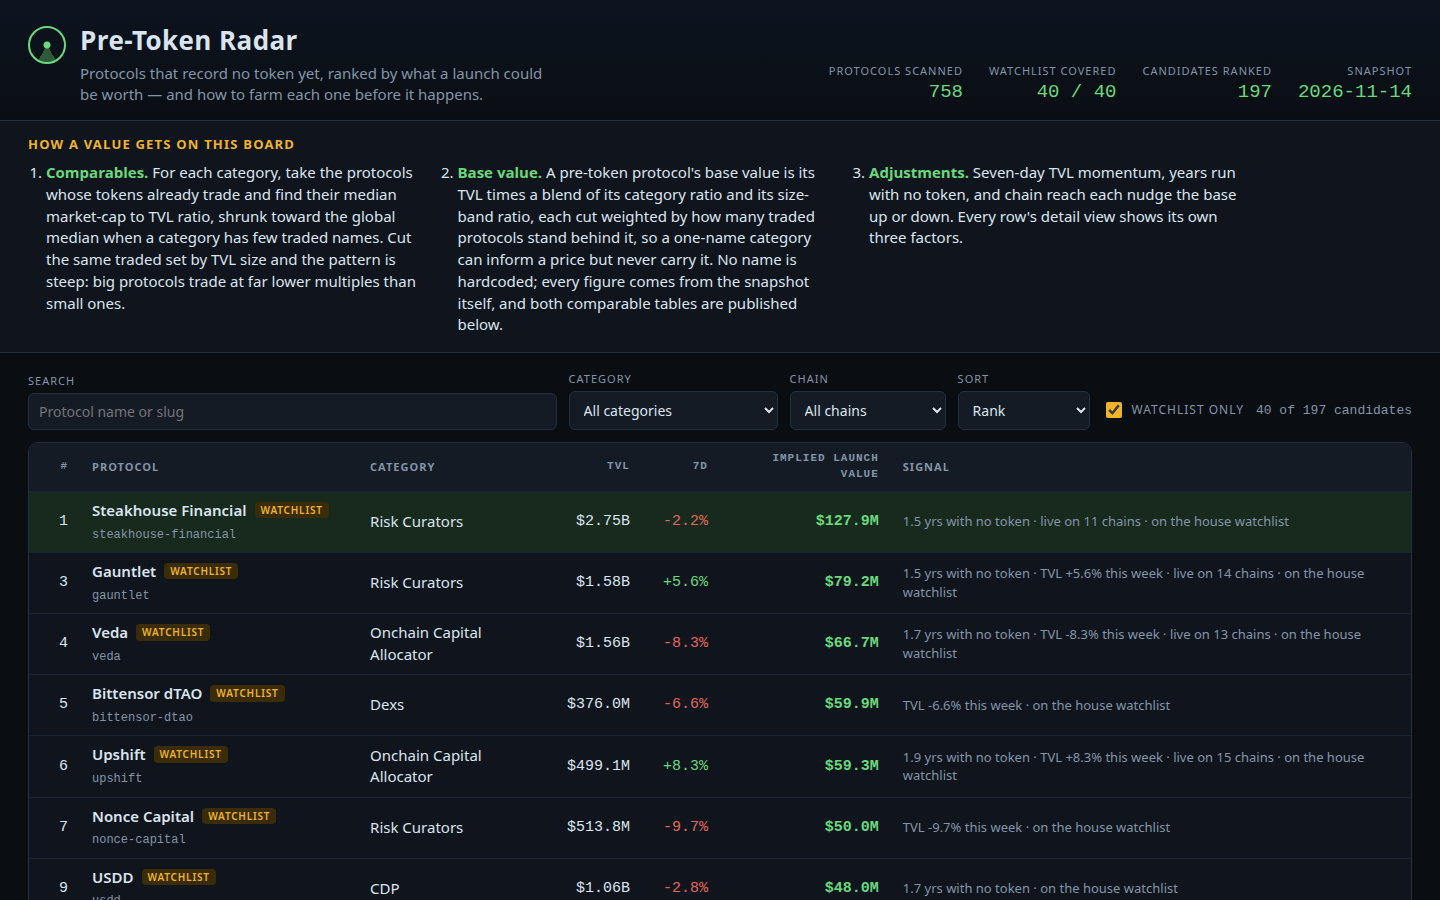 Pre-Token Radar
Protocols that record no token yet, ranked by what a launch could
be worth — and how to farm each one before it happens.
PROTOCOLS SCANNED
758
WATCHLIST COVERED
40 / 40
CANDIDATES RANKED
197
SNAPSHOT
2026-11-14
HOW A VALUE GETS ON THIS BOARD
1. Comparables. For each category, take the protocols
whose tokens already trade and find their median
market-cap to TVL ratio, shrunk toward the global
median when a category has few traded names. Cut
the same traded set by TVL size and the pattern is
steep: big protocols trade at far lower multiples than
small ones.
2. Base value. A pre-token protocol's base value is its
TVL times a blend of its category ratio and its size-
band ratio, each cut weighted by how many traded
protocols stand behind it, so a one-name category
can inform a price but never carry it. No name is
hardcoded; every figure comes from the snapshot
itself, and both comparable tables are published
below.
3. Adjustments. Seven-day TVL momentum, years run
with no token, and chain reach each nudge the base
up or down. Every row's detail view shows its own
three factors.
SEARCH
Protocol name or slug
CATEGORY
All categories
CHAIN
All chains
SORT
Rank
WATCHLIST ONLY
40 of 197 candidates
# PROTOCOL CATEGORY TVL 7D IMPLIED LAUNCH VALUE SIGNAL
1 Steakhouse Financial WATCHLIST Risk Curators $2.75B -2.2% $127.9M 1.5 yrs with no token · live on 11 chains · on the house watchlist
steakhouse-financial
3 Gauntlet WATCHLIST Risk Curators $1.58B +5.6% $79.2M 1.5 yrs with no token · TVL +5.6% this week · live on 14 chains · on the house
watchlist
gauntlet
4 Veda WATCHLIST Onchain Capital Allocator $1.56B -8.3% $66.7M 1.7 yrs with no token · TVL -8.3% this week · live on 13 chains · on the house
watchlist
veda
5 Bittensor dTAO WATCHLIST Dexs $376.0M -6.6% $59.9M TVL -6.6% this week · on the house watchlist
bittensor-dtao
6 Upshift WATCHLIST Onchain Capital Allocator $499.1M +8.3% $59.3M 1.9 yrs with no token · TVL +8.3% this week · live on 15 chains · on the house
watchlist
upshift
7 Nonce Capital WATCHLIST Risk Curators $513.8M -9.7% $50.0M TVL -9.7% this week · on the house watchlist
nonce-capital
9 USDD WATCHLIST CDP $1.06B -2.8% $48.0M 1.7 yrs with no token · on the house watchlist